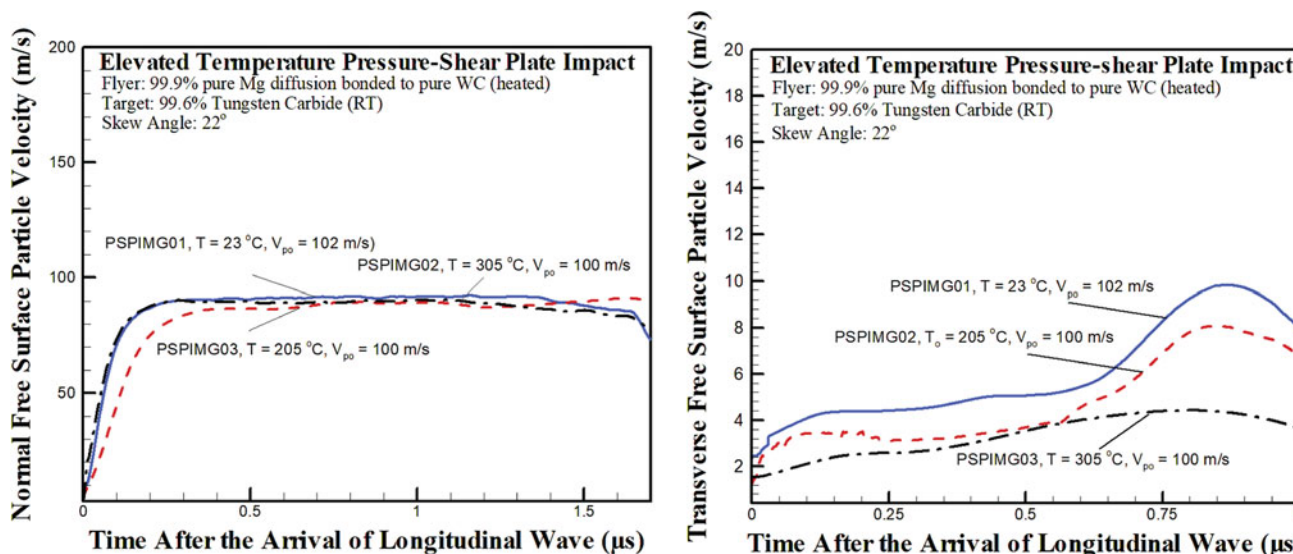 Normal Free Surface Particle Velocity (m/s)
200
150
100
50
Elevated Termperature Pressure-Shear Plate Impact
Flyer: 99.9% pure Mg diffusion bonded to pure WC (heated)
Target: 99.6% Tungsten Carbide (RT)
Skew Angle: 22°
PSPIMG01, T = 23 °C, Vpo = 102 m/s)
PSPIMG02, T = 305 °C, Vpo = 100 m/s
PSPIMG03, T = 205 °C, Vpo = 100 m/s
0 0.5 1 1.5
Time After the Arrival of Longitudinal Wave (µs)
Transverse Free Surface Particle Velocity (m/s)
20
18
16
14
12
10
8
6
4
2
Elevated Temperature Pressure-shear Plate Impact
Flyer: 99.9% pure Mg diffusion bonded to pure WC (heated)
Target: 99.6% Tungsten Carbide (RT)
Skew Angle: 22°
PSPIMG01, T = 23 °C, Vpo = 102 m/s
PSPIMG02, To = 205 °C, Vpo = 100 m/s
PSPIMG03, T = 305 °C, Vpo = 100 m/s
0 0.25 0.5 0.75
Time After the Arrival of Longitudinal Wave (µs